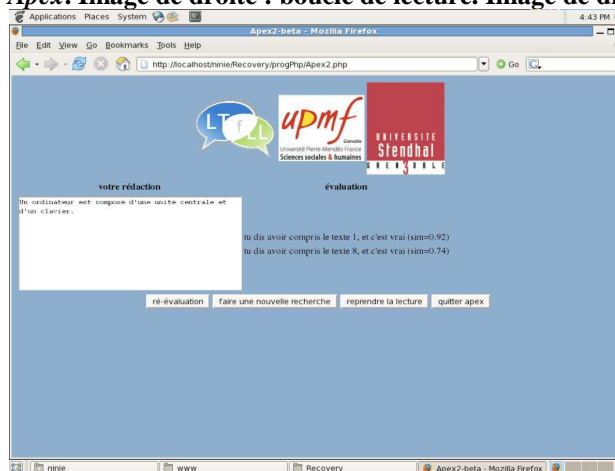 Apex. Image de droite : boucle de lecture. Image de
Applications Places System 4:43 PM
Apex2-beta - Mozilla Firefox
File Edit View Go Bookmarks Tools Help
http://localhost/ninie/Recovery/progPhp/Apex2.php Go G
LTfLL
upmf
Grenoble
Université Pierre-Mendès-France
Sciences sociales & humaines
UNIVERSITE
Stendhal
GRENOBLE
votre rédaction évaluation
Un ordinateur est composé d'une unité centrale et
d'un clavier.
tu dis avoir compris le texte 1, et c'est vrai (sim=0.92)
tu dis avoir compris le texte 8, et c'est vrai (sim=0.74)
ré-évaluation faire une nouvelle recherche reprendre la lecture quitter apex
ninie www Recovery Apex2-beta - Mozilla Firefox